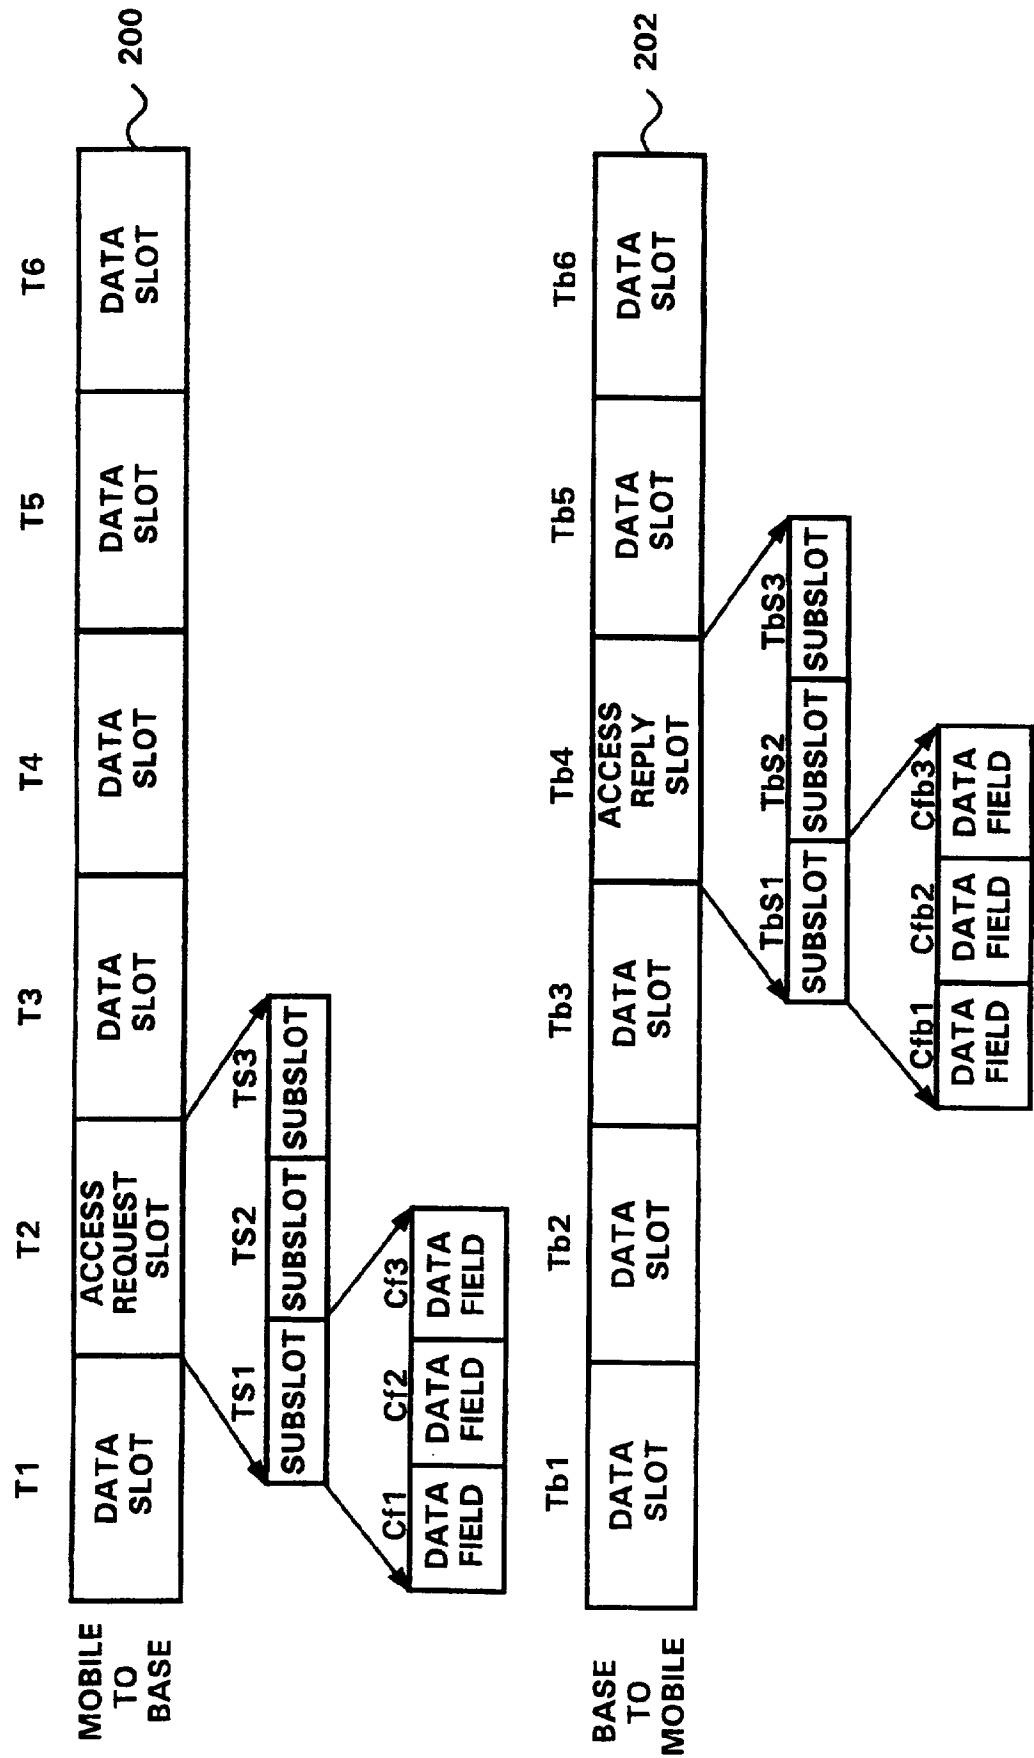 T1 T2 T3 T4 T5 T6
MOBILE
TO
BASE
DATA
SLOT
ACCESS
REQUEST
SLOT
DATA
SLOT
DATA
SLOT
DATA
SLOT
DATA
SLOT
200
TS1 TS2 TS3
SUBSLOT SUBSLOT SUBSLOT
Cf1 Cf2 Cf3
DATA
FIELD
DATA
FIELD
DATA
FIELD
Tb1 Tb2 Tb3 Tb4 Tb5 Tb6
BASE
TO
MOBILE
DATA
SLOT
DATA
SLOT
DATA
SLOT
ACCESS
REPLY
SLOT
DATA
SLOT
DATA
SLOT
202
TbS1 TbS2 TbS3
SUBSLOT SUBSLOT SUBSLOT
Cfb1 Cfb2 Cfb3
DATA
FIELD
DATA
FIELD
DATA
FIELD